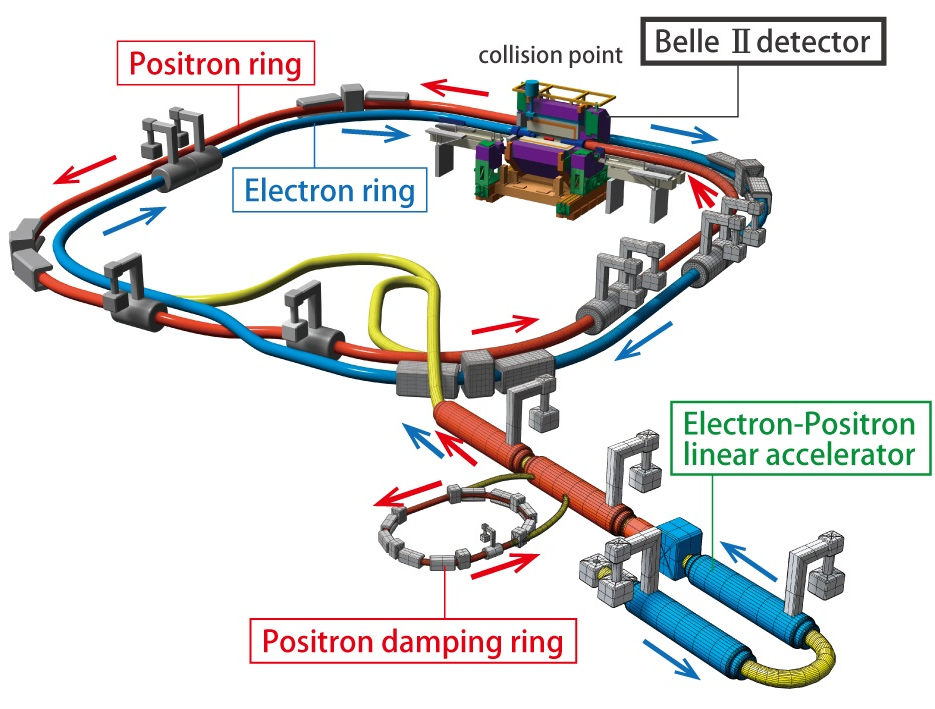 Belle Ⅱ detector
collision point
Positron ring
Electron ring
Electron-Positron
linear accelerator
Positron damping ring